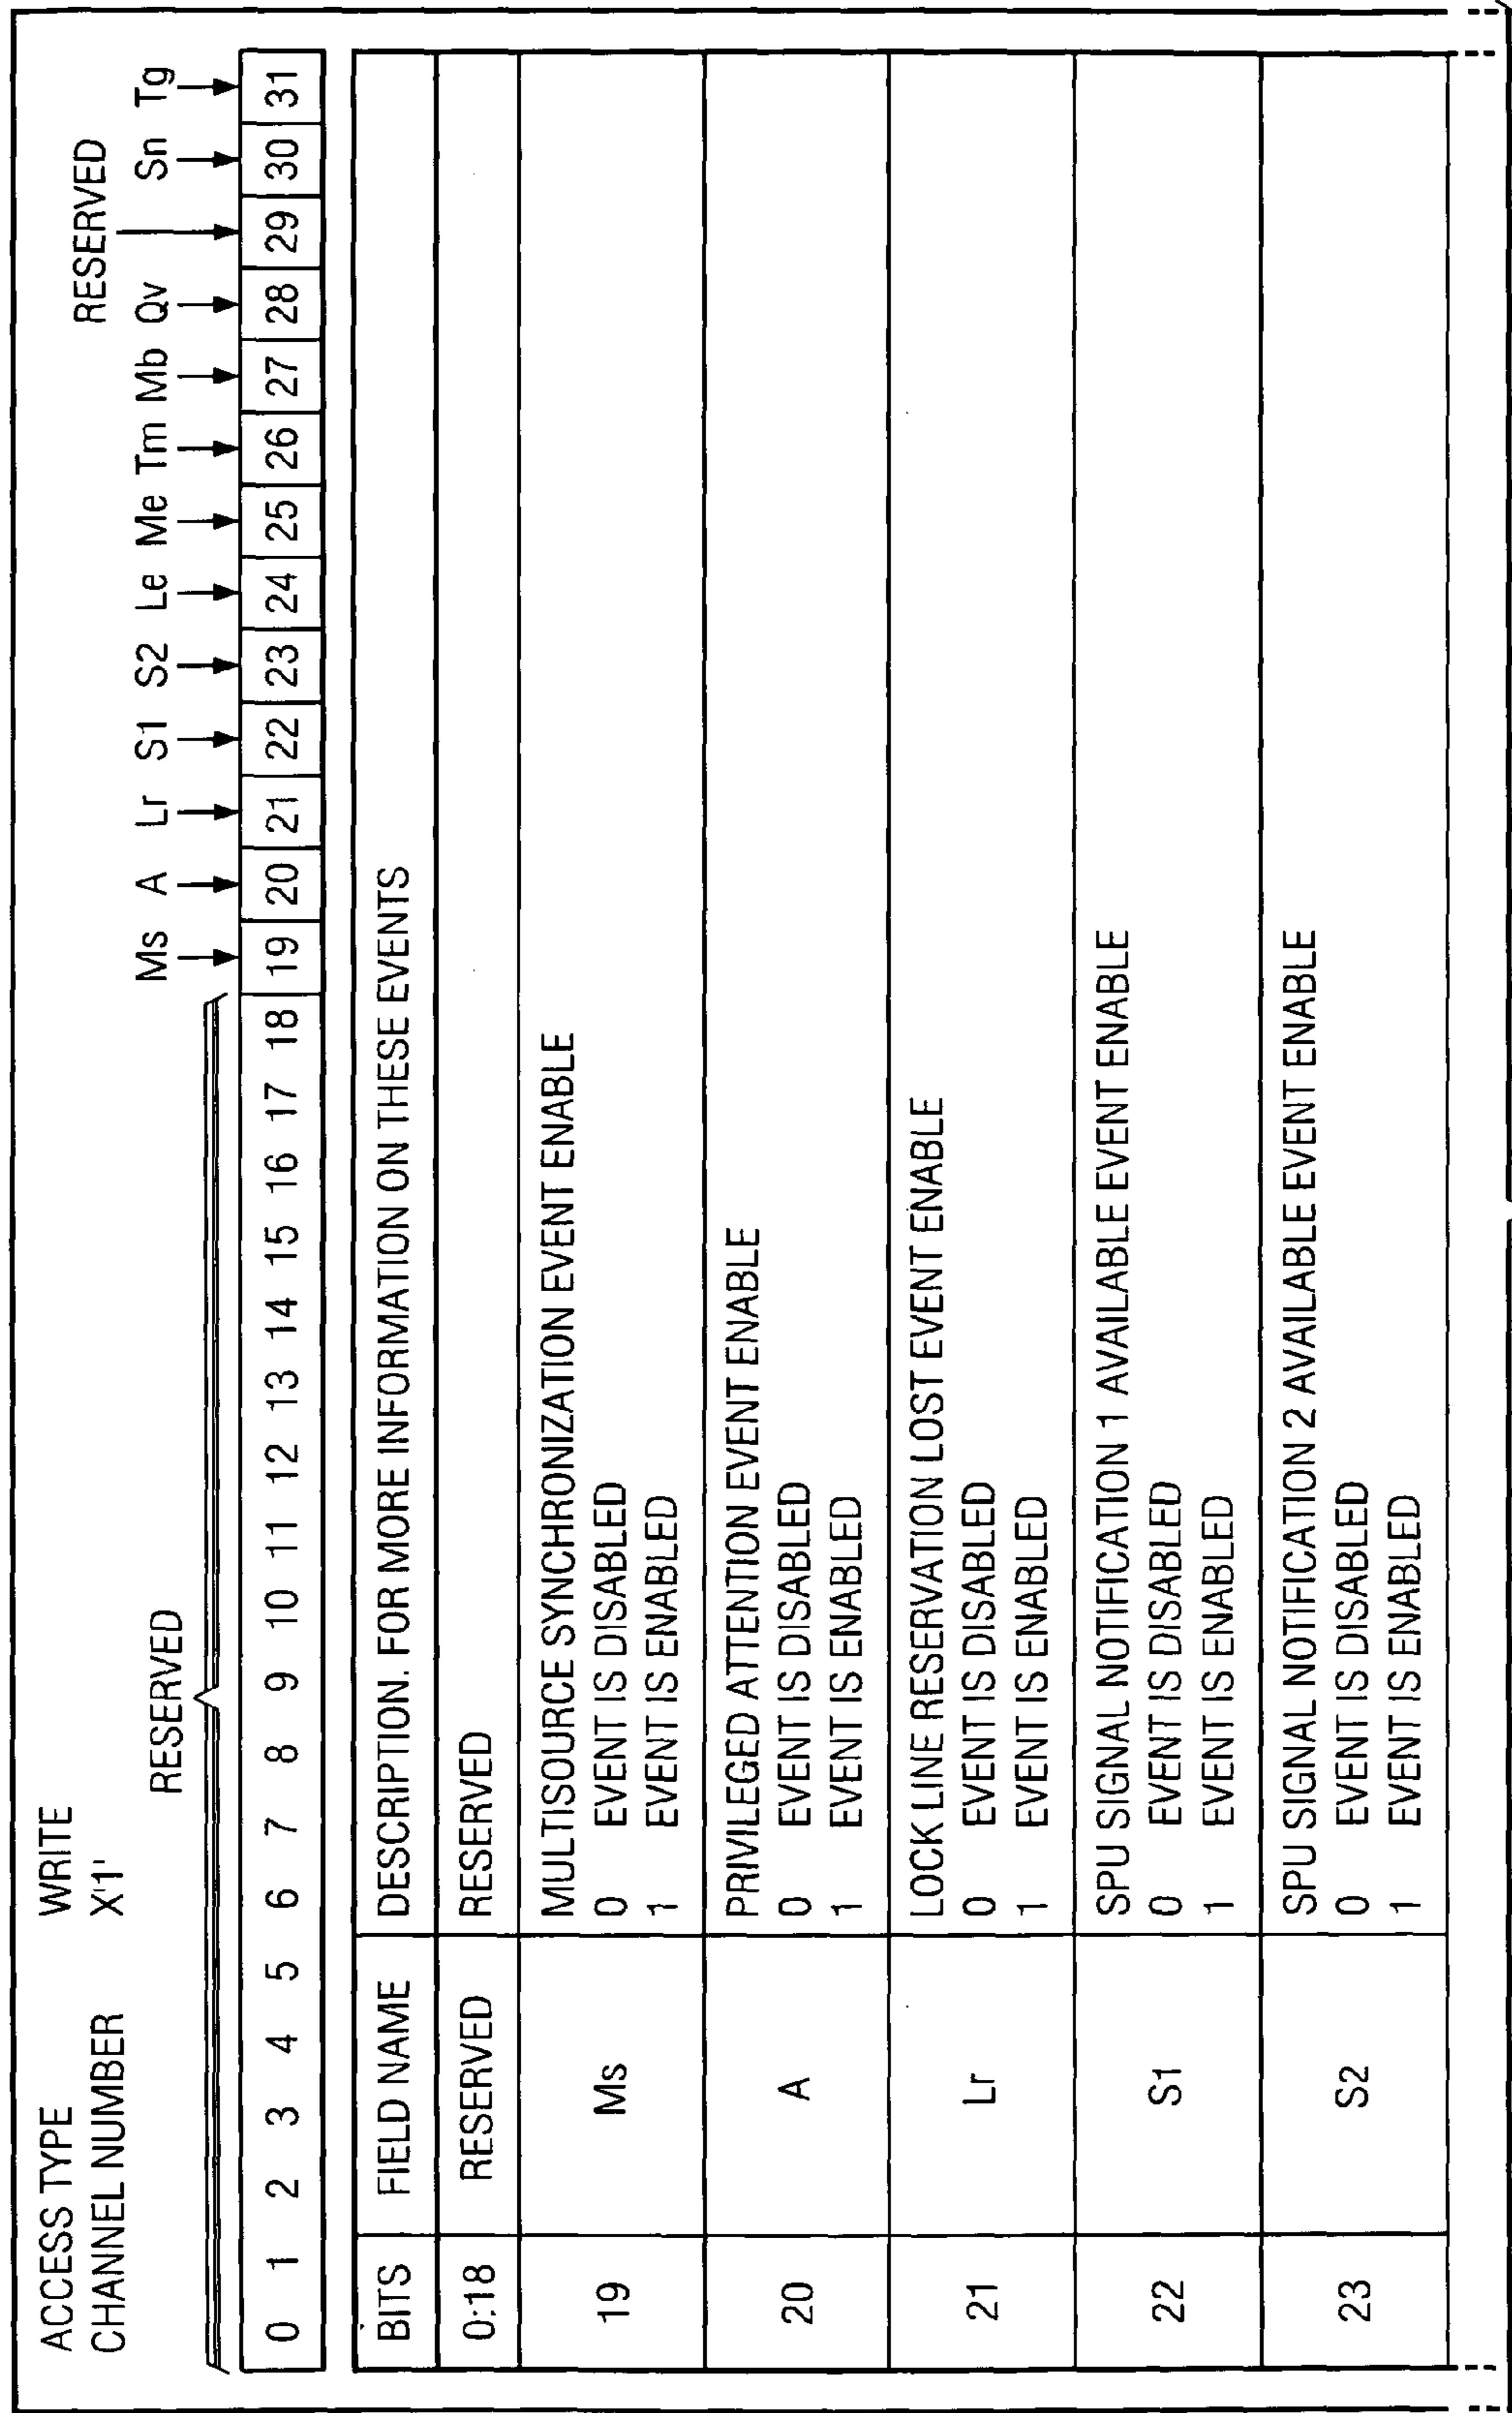 ACCESS TYPE WRITE
CHANNEL NUMBER X'1'
RESERVED
RESERVED
Ms A Lr S1 S2 Le Me Tm Mb Qv Sn Tg
0 1 2 3 4 5 6 7 8 9 10 11 12 13 14 15 16 17 18 19 20 21 22 23 24 25 26 27 28 29 30 31
BITS FIELD NAME DESCRIPTION. FOR MORE INFORMATION ON THESE EVENTS
0:18 RESERVED RESERVED
19 Ms MULTISOURCE SYNCHRONIZATION EVENT ENABLE
0 EVENT IS DISABLED
1 EVENT IS ENABLED
20 A PRIVILEGED ATTENTION EVENT ENABLE
0 EVENT IS DISABLED
1 EVENT IS ENABLED
21 Lr LOCK LINE RESERVATION LOST EVENT ENABLE
0 EVENT IS DISABLED
1 EVENT IS ENABLED
22 S1 SPU SIGNAL NOTIFICATION 1 AVAILABLE EVENT ENABLE
0 EVENT IS DISABLED
1 EVENT IS ENABLED
23 S2 SPU SIGNAL NOTIFICATION 2 AVAILABLE EVENT ENABLE
0 EVENT IS DISABLED
1 EVENT IS ENABLED